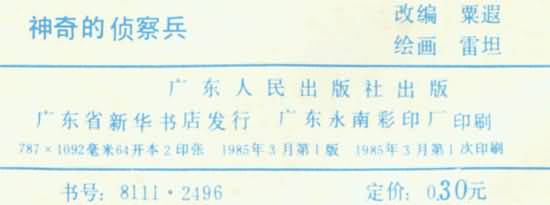 神奇的侦察兵
改编 粟遐
绘画 雷坦
广东人民出版社出版
广东省新华书店发行 广东永南彩印厂印刷
787×1092毫米64开本2印张 1985年3月第1版 1985年3月第1次印刷
书号：8111·2496 定价：0.30元